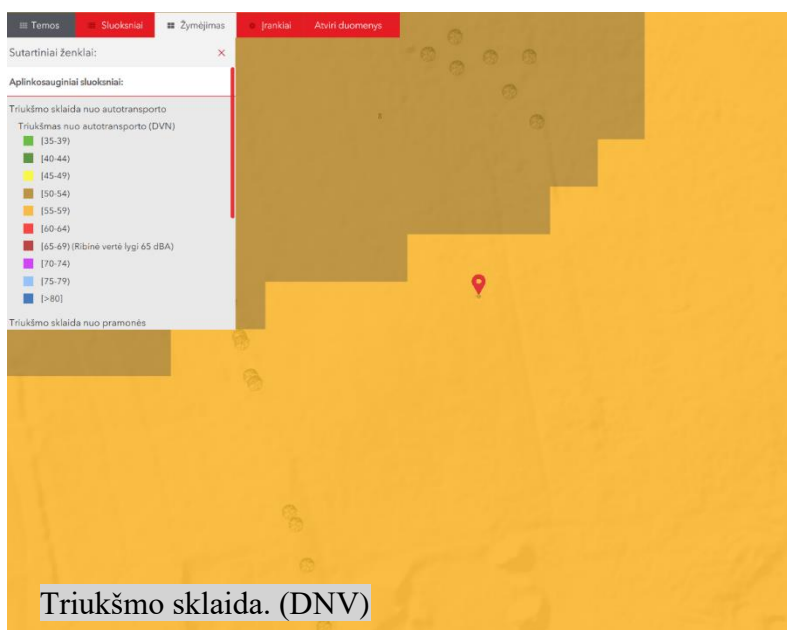 Temos
Sluoksniai
Žymėjimas
Įrankiai
Atviri duomenys
Sutartiniai ženklai:
Aplinkosauginiai sluoksniai:
Triukšmo sklaida nuo autotransporto
Triukšmas nuo autotransporto (DVN)
[35-39)
[40-44)
[45-49)
[50-54)
[55-59)
[60-64)
[65-69) (Ribinė vertė lygi 65 dBA)
[70-74)
[75-79)
[>80]
Triukšmo sklaida nuo pramonės
Triukšmo sklaida. (DNV)